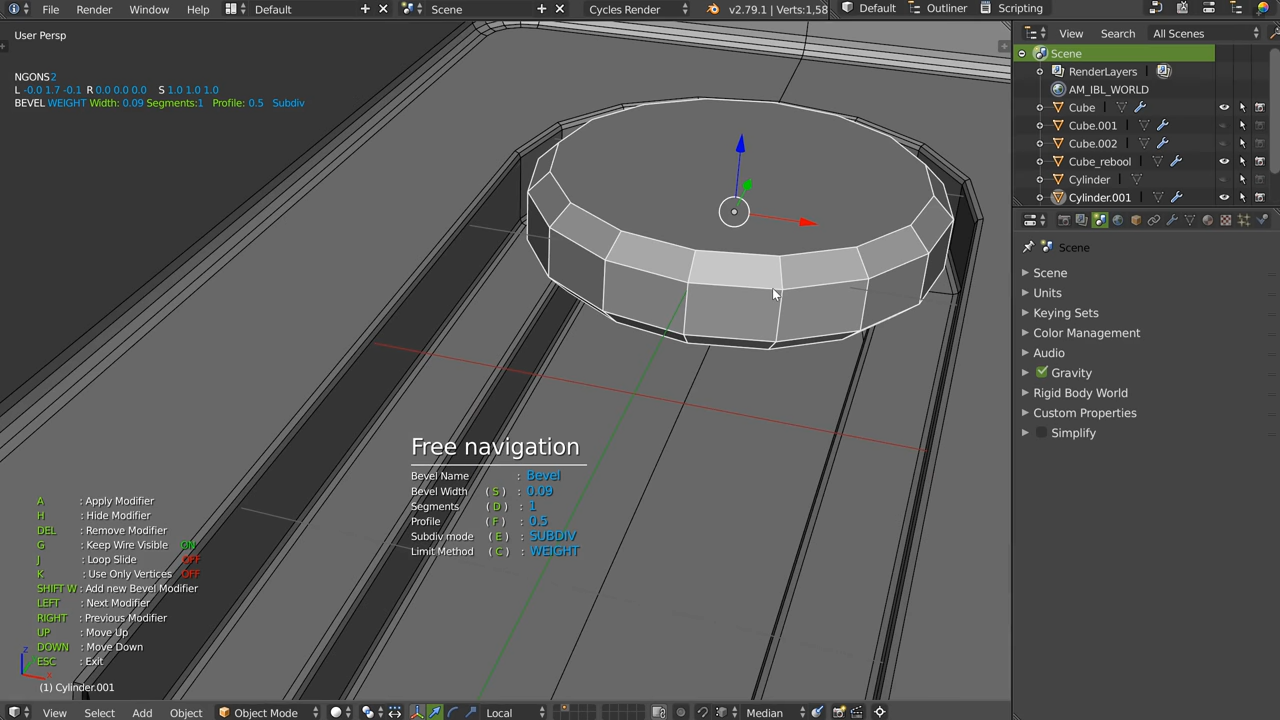 File Render Window Help Default Scene Cycles Render v2.79.1 | Verts:1,58 Default Outliner Scripting
User Persp
NGONS 2
L -0.0 1.7 -0.1 R 0.0 0.0 0.0 S 1.0 1.0 1.0
BEVEL WEIGHT Width: 0.09 Segments:1 Profile: 0.5 Subdiv
View Search All Scenes
Scene
RenderLayers
AM_IBL_WORLD
Cube
Cube.001
Cube.002
Cube_rebool
Cylinder
Cylinder.001
Scene
Scene
Units
Keying Sets
Color Management
Audio
Gravity
Rigid Body World
Custom Properties
Simplify
Free navigation
Bevel Name : Bevel
Bevel Width ( S ) : 0.09
Segments ( D ) : 1
Profile ( F ) : 0.5
Subdiv mode ( E ) : SUBDIV
Limit Method ( C ) : WEIGHT
A : Apply Modifier
H : Hide Modifier
DEL : Remove Modifier
G : Keep Wire Visible ON
J : Loop Slide OFF
K : Use Only Vertices OFF
SHIFT W : Add new Bevel Modifier
LEFT : Next Modifier
RIGHT : Previous Modifier
UP : Move Up
DOWN : Move Down
ESC : Exit
z
x
(1) Cylinder.001
View Select Add Object Object Mode Local Median